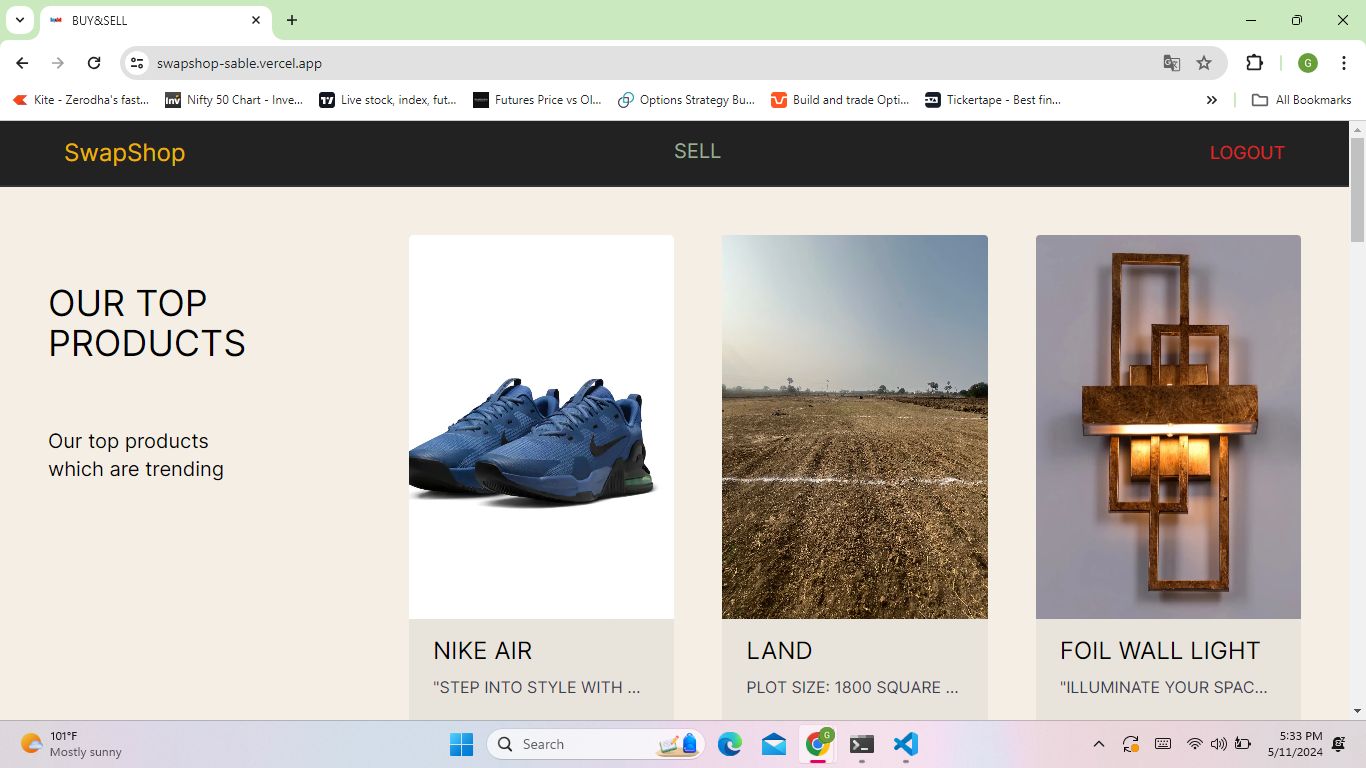 BUY&SELL
swapshop-sable.vercel.app
G
Kite - Zerodha's fast...
Nifty 50 Chart - Inve...
Live stock, index, fut...
Futures Price vs OI...
Options Strategy Bu...
Build and trade Opti...
Tickertape - Best fin...
All Bookmarks
SwapShop
SELL
LOGOUT
OUR TOP
PRODUCTS
Our top products
which are trending
NIKE AIR
"STEP INTO STYLE WITH ...
LAND
PLOT SIZE: 1800 SQUARE ...
FOIL WALL LIGHT
"ILLUMINATE YOUR SPAC...
101°F
Mostly sunny
Search
G
5:33 PM
5/11/2024